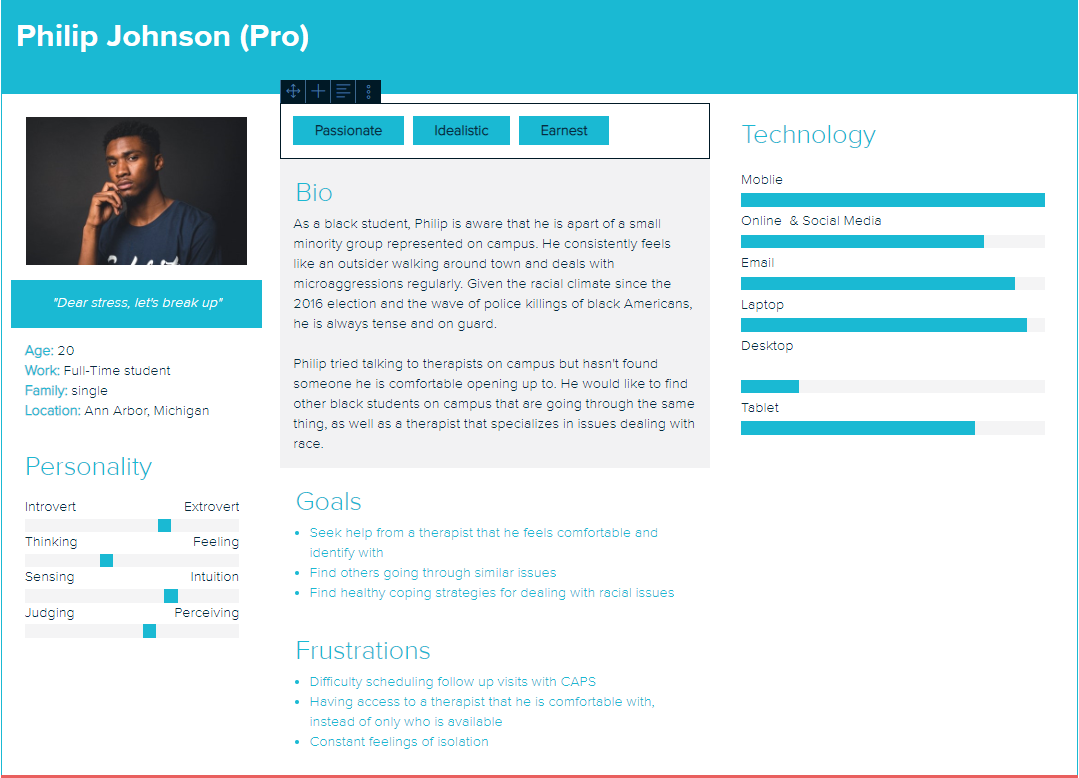 Philip Johnson (Pro)
"Dear stress, let's break up"
Age: 20
Work: Full-Time student
Family: single
Location: Ann Arbor, Michigan
Personality
Introvert Extrovert
Thinking Feeling
Sensing Intuition
Judging Perceiving
Passionate Idealistic Earnest
Bio
As a black student, Philip is aware that he is apart of a small
minority group represented on campus. He consistently feels
like an outsider walking around town and deals with
microaggressions regularly. Given the racial climate since the
2016 election and the wave of police killings of black Americans,
he is always tense and on guard.
Philip tried talking to therapists on campus but hasn't found
someone he is comfortable opening up to. He would like to find
other black students on campus that are going through the same
thing, as well as a therapist that specializes in issues dealing with
race.
Goals
• Seek help from a therapist that he feels comfortable and
identify with
• Find others going through similar issues
• Find healthy coping strategies for dealing with racial issues
Frustrations
• Difficulty scheduling follow up visits with CAPS
• Having access to a therapist that he is comfortable with,
instead of only who is available
• Constant feelings of isolation
Technology
Moblie
Online & Social Media
Email
Laptop
Desktop
Tablet